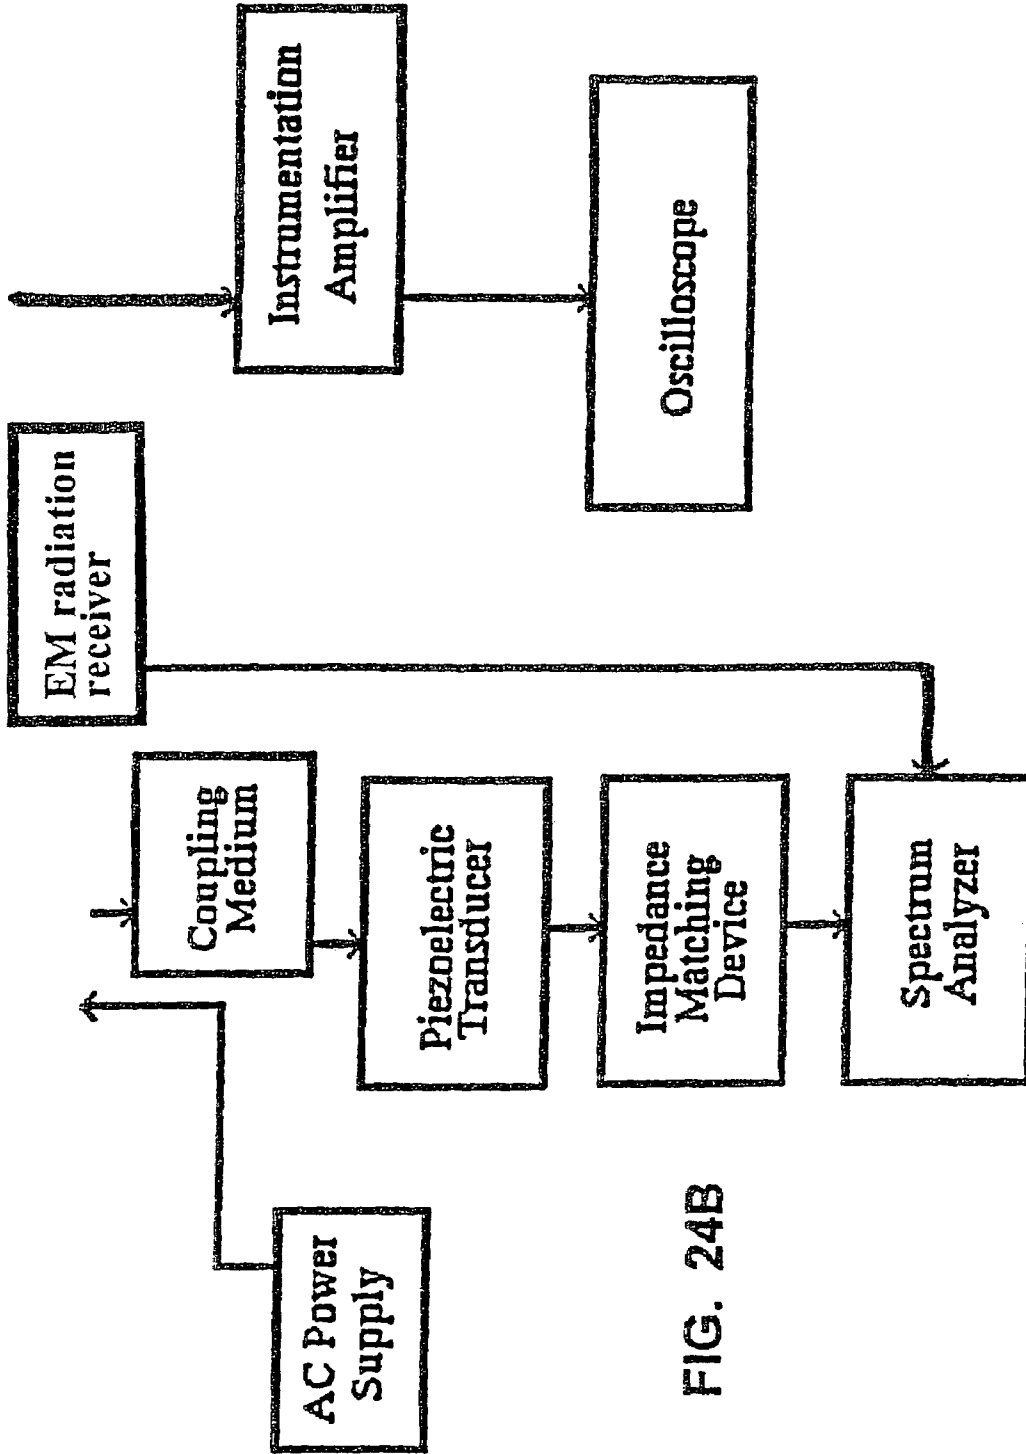 AC Power
Supply
Coupling
Medium
EM radiation
receiver
Instrumentation
Amplifier
Piezoelectric
Transducer
Impedance
Matching
Device
Oscilloscope
Spectrum
Analyzer
FIG. 24B